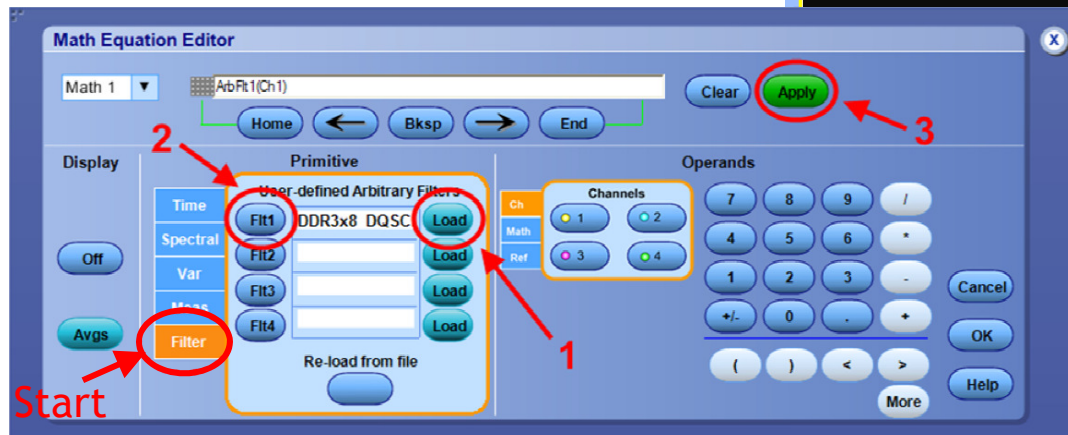 Math Equation Editor
X
Math 1
ArbFlt1(Ch1)
Clear
Apply
Home
Bksp
End
3
2
Display
Primitive
Operands
User-defined Arbitrary Filters
Time
Spectral
Var
Meas
Filter
Flt1 DDR3x8 DQSC Load
Flt2 Load
Flt3 Load
Flt4 Load
Re-load from file
Off
Avgs
Start
1
Ch
Math
Ref
Channels
1 2
3 4
7 8 9 /
4 5 6 *
1 2 3 -
+/- 0 . +
( ) < >
More
Cancel
OK
Help